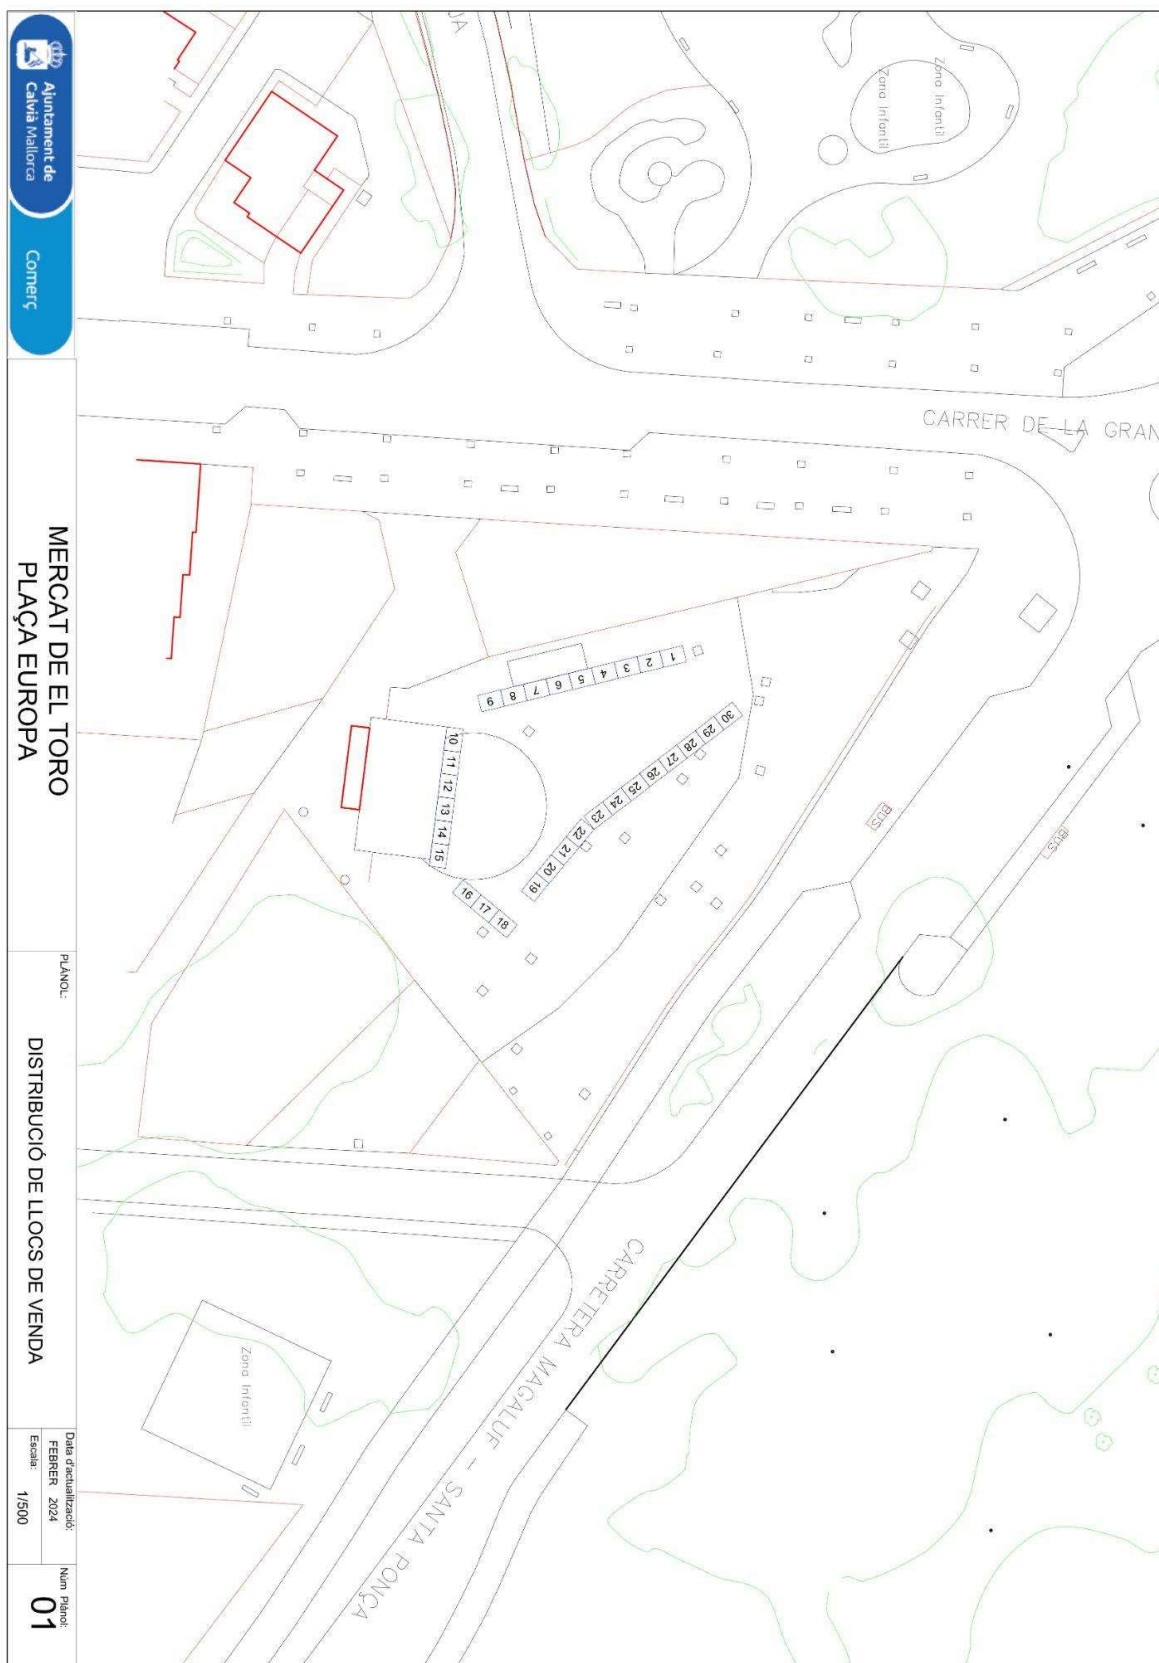 Ajuntament de
Calvià Mallorca
Comerç
MERCAT DE EL TORO
PLAÇA EUROPA
PLÀNOL:
DISTRIBUCIÓ DE LLOCS DE VENDA
Data d'actualització:
FEBRER 2024
Escala:
1/500
Núm Plànol:
01
JA
Zona Infantil
Zona Infantil
CARRER DE LA GRAN
1
2
3
4
5
6
7
8
9
10
11
12
13
14
15
16
17
18
19
20
21
22
23
24
25
26
27
28
29
30
BUS
BUS
CARRETERA MAGALUF - SANTA PONÇA
Zona Infantil